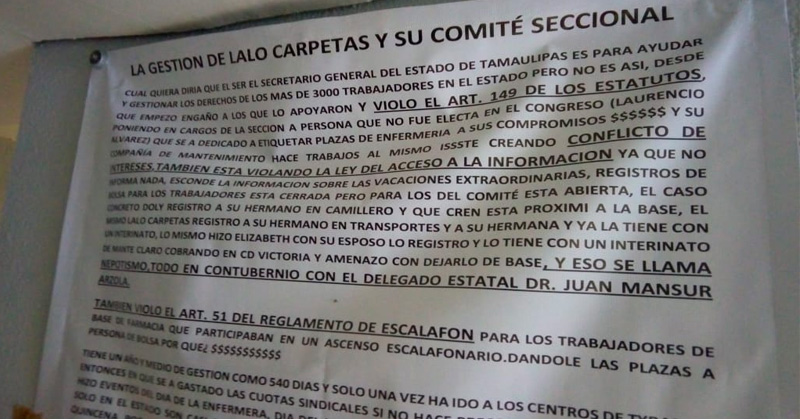 LA GESTION DE LALO CARPETAS Y SU COMITÉ SECCIONAL
CUAL QUIERA DIRIA QUE EL SER EL SECRETARIO GENERAL DEL ESTADO DE TAMAULIPAS ES PARA AYUDAR
Y GESTIONAR LOS DERECHOS DE LOS MAS DE 3000 TRABAJADORES EN EL ESTADO PERO NO ES ASI, DESDE
QUE EMPEZO ENGAÑO A LOS QUE LO APOYARON Y VIOLO EL ART. 149 DE LOS ESTATUTOS,
PONIENDO EN CARGOS DE LA SECCION A PERSONA QUE NO FUE ELECTA EN EL CONGRESO (LAURENCIO
ALVAREZ) QUE SE A DEDICADO A ETIQUETAR PLAZAS DE ENFERMERIA A SUS COMPROMISOS $$$$$$ Y SU
COMPAÑÍA DE MANTENIMIENTO HACE TRABAJOS AL MISMO ISSSTE CREANDO CONFLICTO DE
INTERESES,TAMBIEN ESTA VIOLANDO LA LEY DEL ACCESO A LA INFORMACION YA QUE NO
INFORMA NADA, ESCONDE LA INFORMACION SOBRE LAS VACACIONES EXTRAORDINARIAS, REGISTROS DE
BOLSA PARA LOS TRABAJADORES ESTA CERRADA PERO PARA LOS DEL COMITÉ ESTA ABIERTA, EL CASO
CONCRETO DOLY REGISTRO A SU HERMANO EN CAMILLERO Y QUE CREN ESTA PROXIMI A LA BASE, EL
MISMO LALO CARPETAS REGISTRO A SU HERMANO EN TRANSPORTES Y A SU HERMANA Y YA LA TIENE CON
UN INTERINATO, LO MISMO HIZO ELIZABETH CON SU ESPOSO LO REGISTRO Y LO TIENE CON UN INTERINATO
DE MANTE CLARO COBRANDO EN CD VICTORIA Y AMENAZO CON DEJARLO DE BASE, Y ESO SE LLAMA
NEPOTISMO,TODO EN CONTUBERNIO CON EL DELEGADO ESTATAL DR. JUAN MANSUR
ARZOLA.
TAMBIEN VIOLO EL ART. 51 DEL REGLAMENTO DE ESCALAFON PARA LOS TRABAJADORES DE
BASE DE FARMACIA QUE PARTICIPABAN EN UN ASCENSO ESCALAFONARIO.DANDOLE LAS PLAZAS A
PERSONA DE BOLSA POR QUE¿ $$$$$$$$$$$
TIENE UN AÑO Y MEDIO DE GESTION COMO 540 DIAS Y SOLO UNA VEZ HA IDO A LOS CENTROS DE
ENTONCES EN QUE SE A GASTADO LAS CUOTAS SINDICALES SI NO HACE
HIZO EVENTOS DEL DIA DE LA ENFERMERA, DIA
SOLO EN EL ESTADO SON
QUINCENA